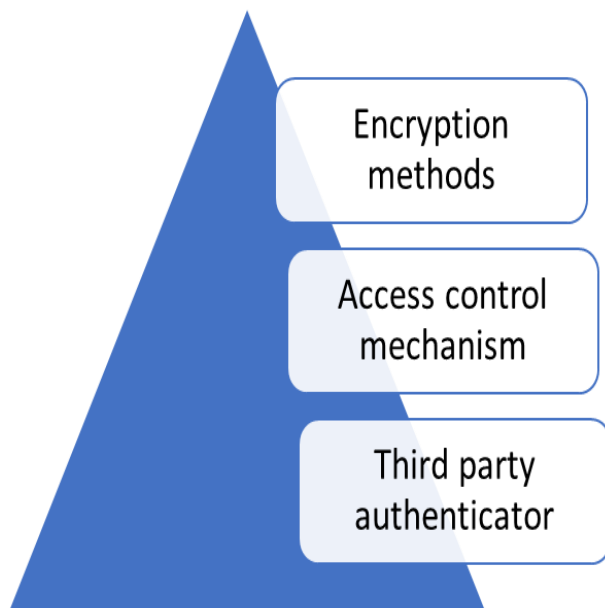 Encryption
methods
Access control
mechanism
Third party
authenticator